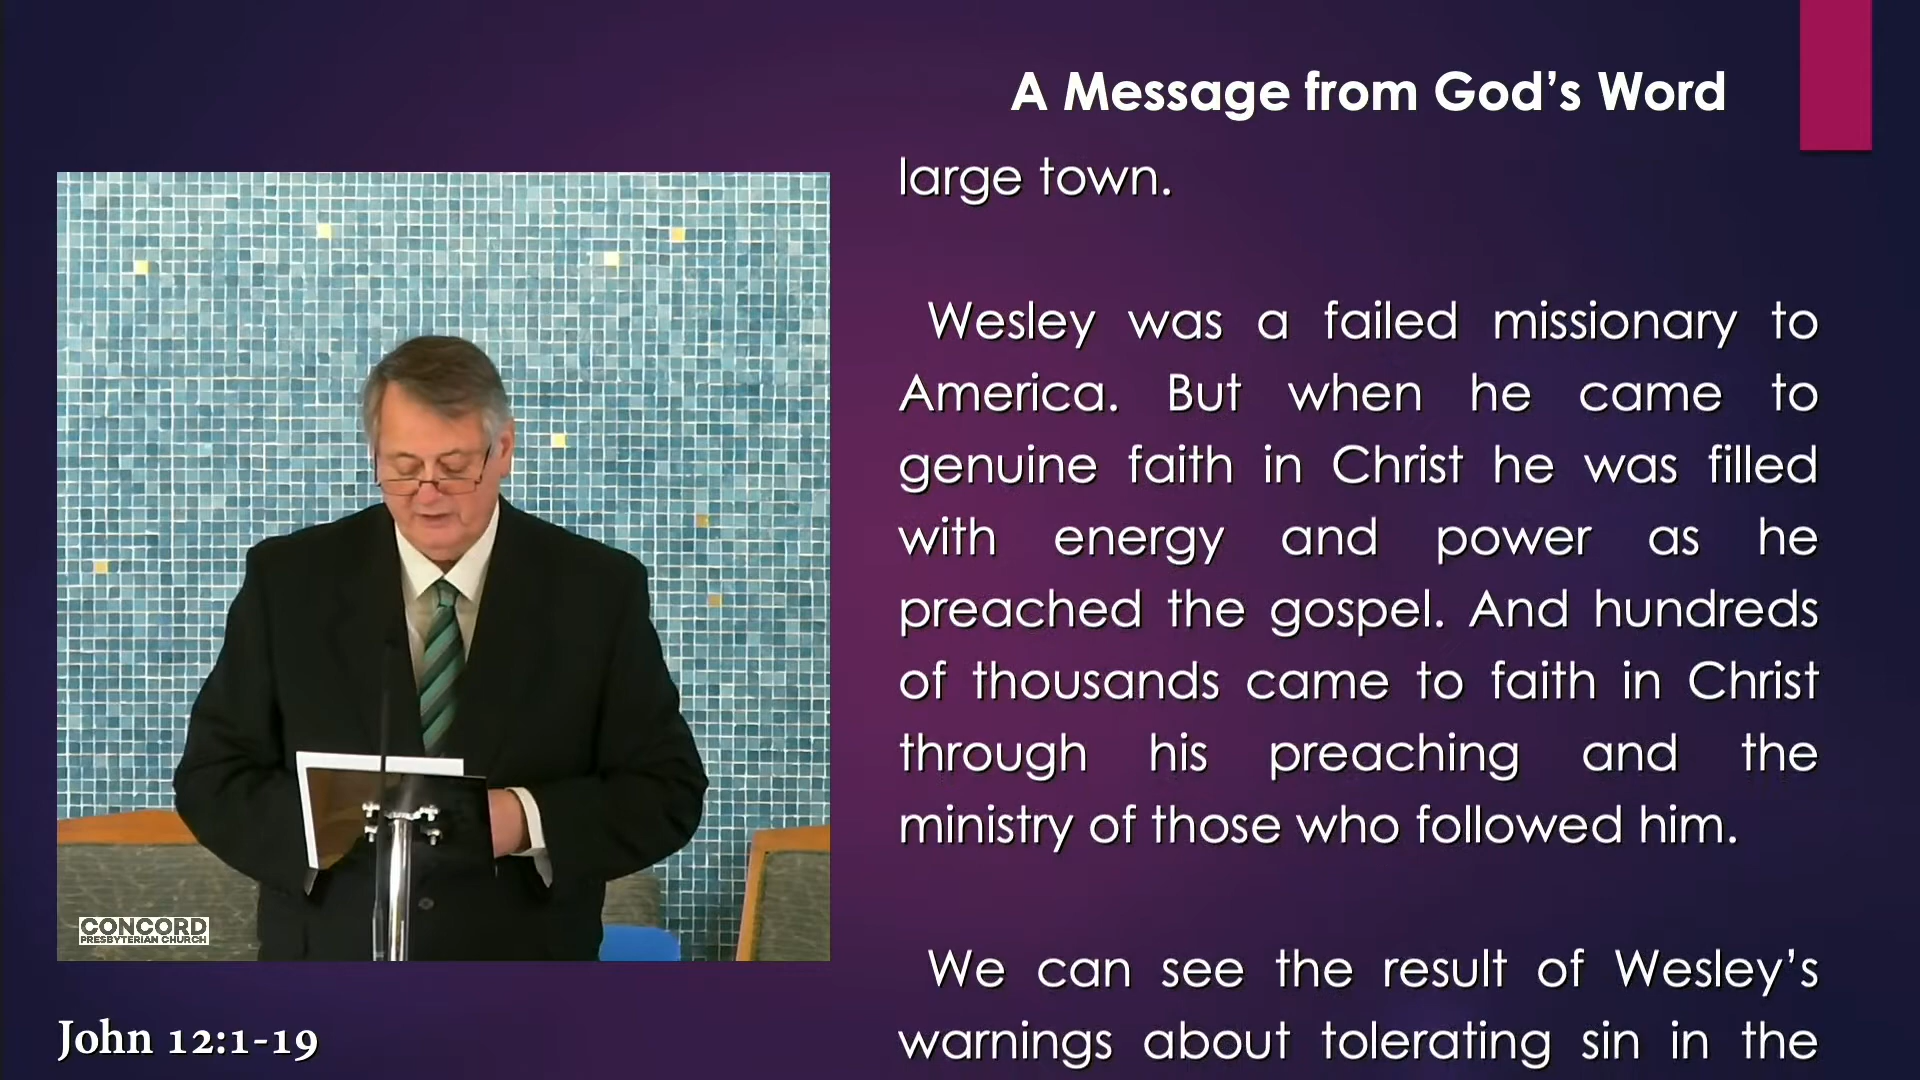 A Message from God’s Word
large town.
Wesley was a failed missionary to
America. But when he came to
genuine faith in Christ he was filled
with energy and power as he
preached the gospel. And hundreds
of thousands came to faith in Christ
through his preaching and the
ministry of those who followed him.
We can see the result of Wesley’s
warnings about tolerating sin in the
CONCORD
PRESBYTERIAN CHURCH
John 12:1-19